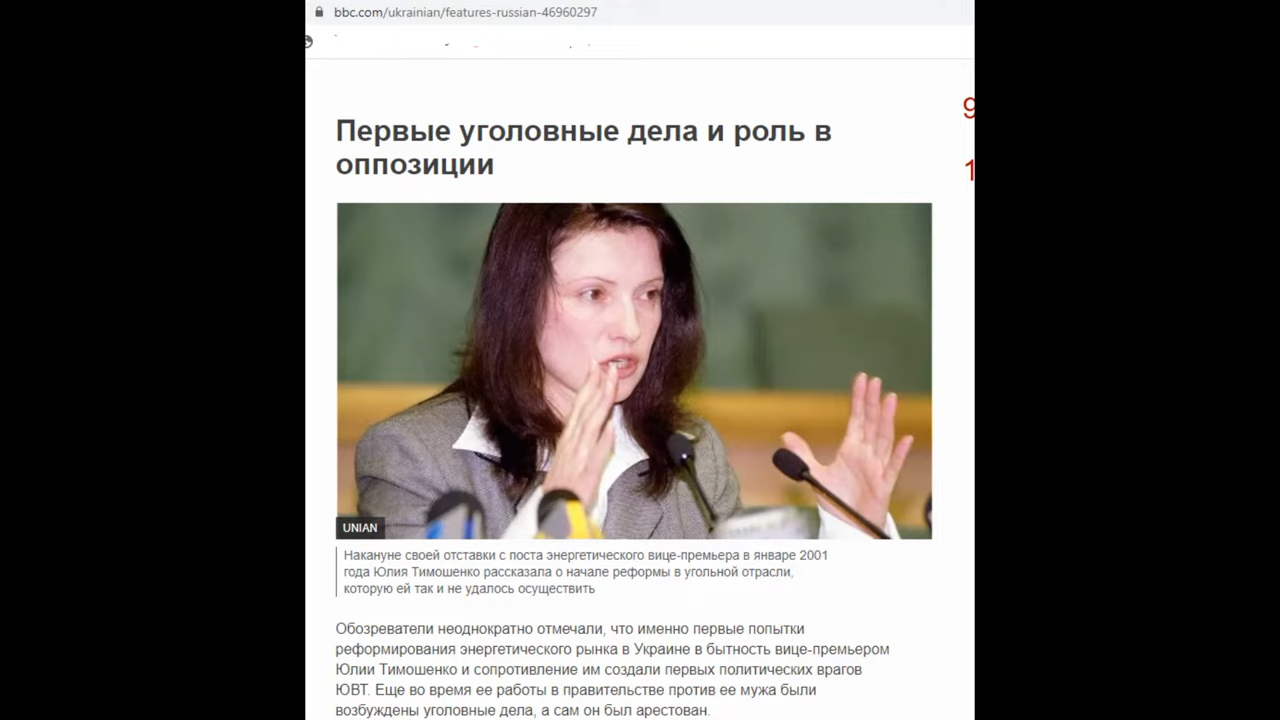 bbc.com/ukrainian/features-russian-46960297
9
1
Первые уголовные дела и роль в
оппозиции
UNIAN
Накануне своей отставки с поста энергетического вице-премьера в январе 2001
года Юлия Тимошенко рассказала о начале реформы в угольной отрасли,
которую ей так и не удалось осуществить
Обозреватели неоднократно отмечали, что именно первые попытки
реформирования энергетического рынка в Украине в бытность вице-премьером
Юлии Тимошенко и сопротивление им создали первых политических врагов
ЮВТ. Еще во время ее работы в правительстве против ее мужа были
возбуждены уголовные дела, а сам он был арестован.